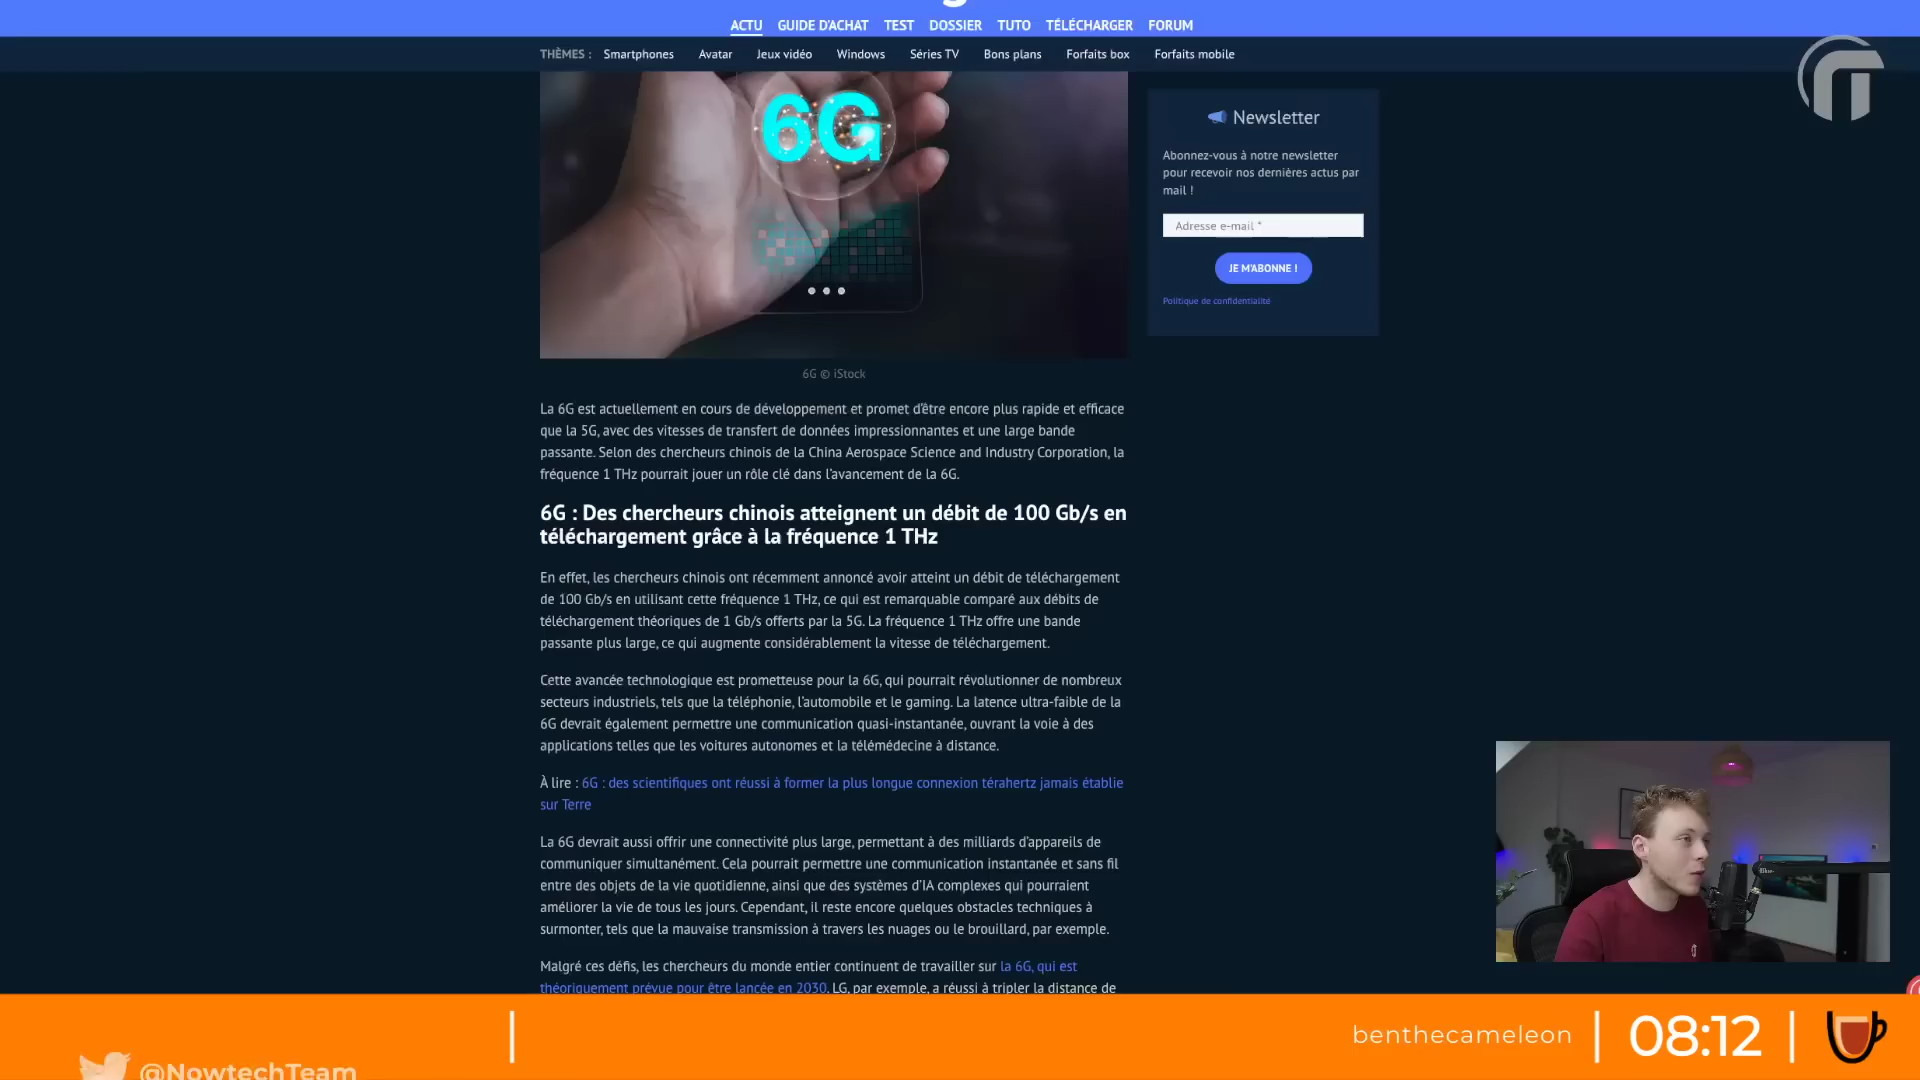 ACTU GUIDE D'ACHAT TEST DOSSIER TUTO TÉLÉCHARGER FORUM
THÈMES : Smartphones Avatar Jeux vidéo Windows Séries TV Bons plans Forfaits box Forfaits mobile
6G
Newsletter
Abonnez-vous à notre newsletter
pour recevoir nos dernières actus par
mail !
Adresse e-mail *
JE M'ABONNE !
Politique de confidentialité
6G © iStock
La 6G est actuellement en cours de développement et promet d'être encore plus rapide et efficace
que la 5G, avec des vitesses de transfert de données impressionnantes et une large bande
passante. Selon des chercheurs chinois de la China Aerospace Science and Industry Corporation, la
fréquence 1 THz pourrait jouer un rôle clé dans l'avancement de la 6G.
6G : Des chercheurs chinois atteignent un débit de 100 Gb/s en
téléchargement grâce à la fréquence 1 THz
En effet, les chercheurs chinois ont récemment annoncé avoir atteint un débit de téléchargement
de 100 Gb/s en utilisant cette fréquence 1 THz, ce qui est remarquable comparé aux débits de
téléchargement théoriques de 1 Gb/s offerts par la 5G. La fréquence 1 THz offre une bande
passante plus large, ce qui augmente considérablement la vitesse de téléchargement.
Cette avancée technologique est prometteuse pour la 6G, qui pourrait révolutionner de nombreux
secteurs industriels, tels que la téléphonie, l'automobile et le gaming. La latence ultra-faible de la
6G devrait également permettre une communication quasi-instantanée, ouvrant la voie à des
applications telles que les voitures autonomes et la télémédecine à distance.
À lire : 6G : des scientifiques ont réussi à former la plus longue connexion térahertz jamais établie
sur Terre
La 6G devrait aussi offrir une connectivité plus large, permettant à des milliards d'appareils de
communiquer simultanément. Cela pourrait permettre une communication instantanée et sans fil
entre des objets de la vie quotidienne, ainsi que des systèmes d'IA complexes qui pourraient
améliorer la vie de tous les jours. Cependant, il reste encore quelques obstacles techniques à
surmonter, tels que la mauvaise transmission à travers les nuages ou le brouillard, par exemple.
Malgré ces défis, les chercheurs du monde entier continuent de travailler sur la 6G, qui est
théoriquement prévue pour être lancée en 2030. LG, par exemple, a réussi à tripler la distance de
@NowtechTeam
benthecameleon
08:12